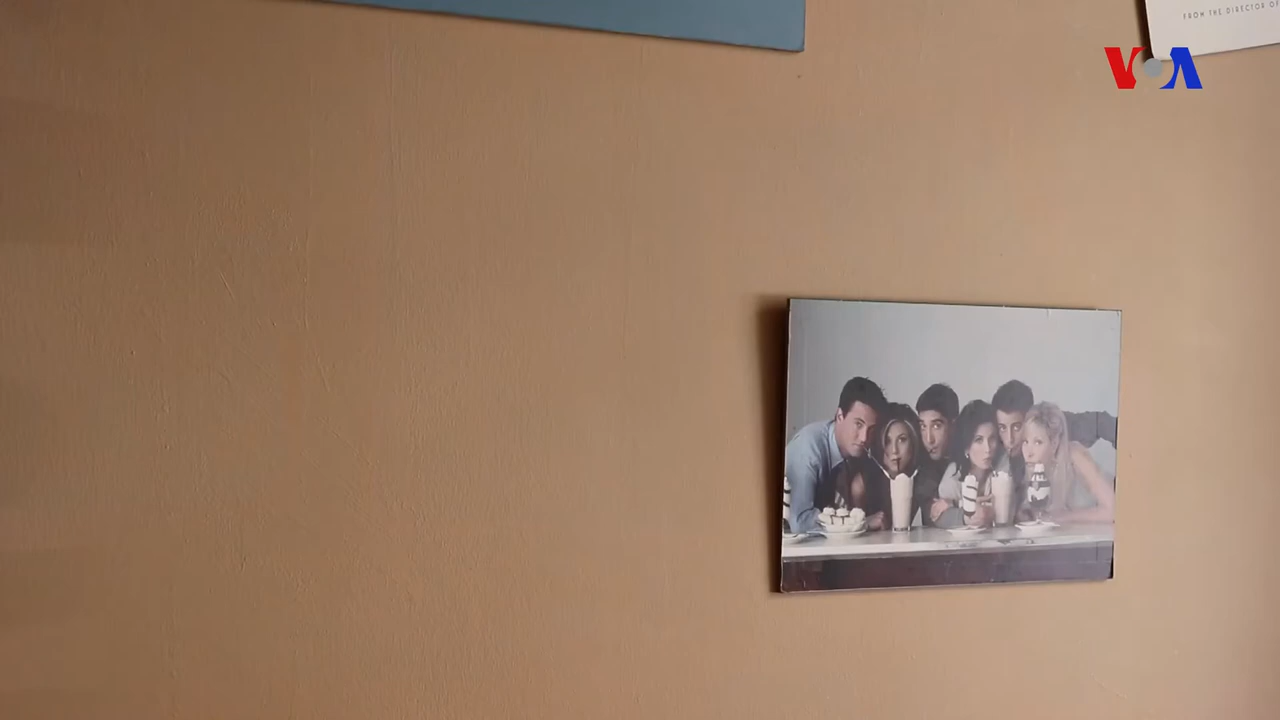 FROM THE DIRECTOR OF
VOA